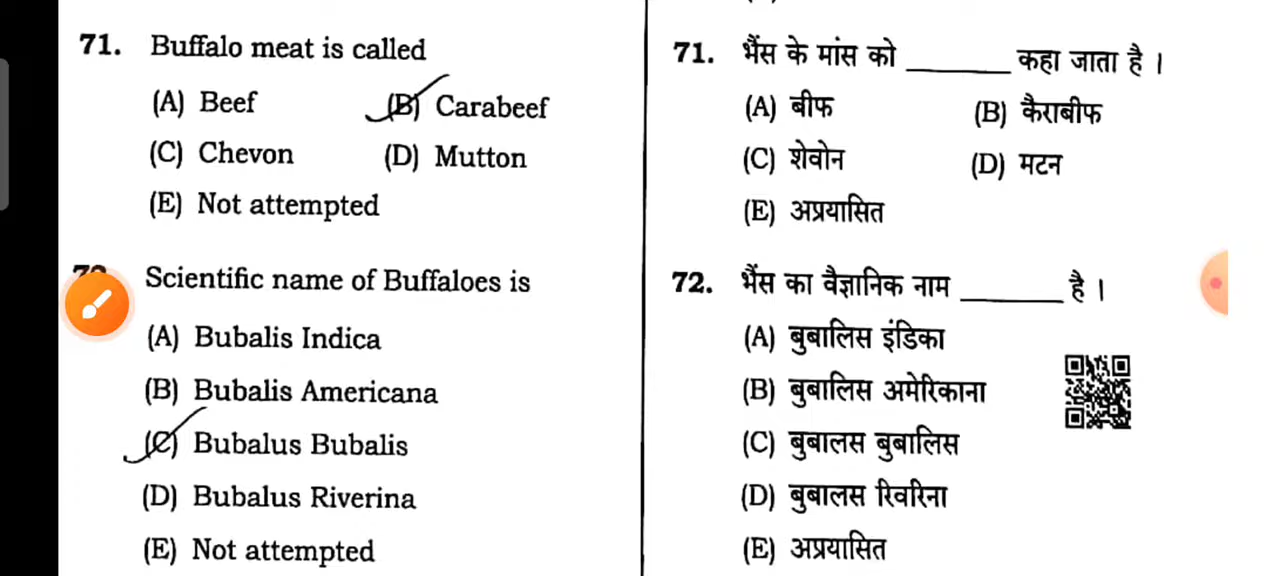 71. Buffalo meat is called
(A) Beef (B) Carabeef
(C) Chevon (D) Mutton
(E) Not attempted
Scientific name of Buffaloes is
(A) Bubalis Indica
(B) Bubalis Americana
(C) Bubalus Bubalis
(D) Bubalus Riverina
(E) Not attempted
71. भैंस के मांस को ________ कहा जाता है ।
(A) बीफ (B) कैराबीफ
(C) शेवोन (D) मटन
(E) अप्रयासित
72. भैंस का वैज्ञानिक नाम ________ है ।
(A) बुबालिस इंडिका
(B) बुबालिस अमेरिकाना
(C) बुबालस बुबालिस
(D) बुबालस रिवरिना
(E) अप्रयासित